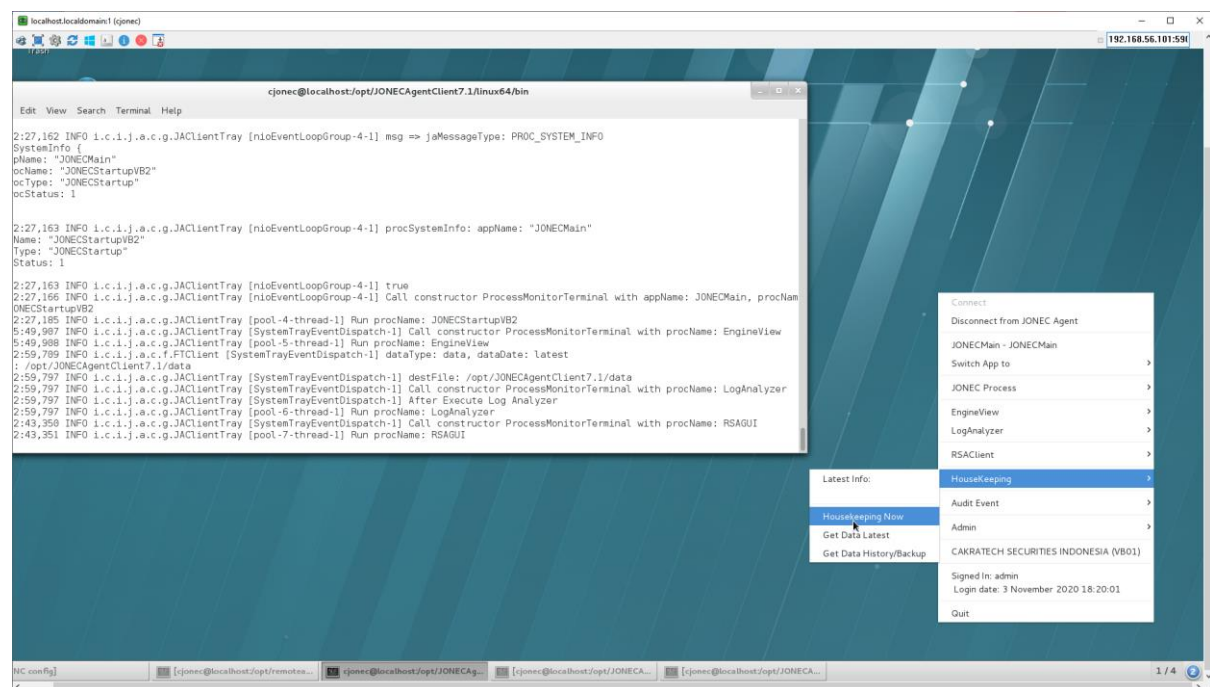 localhost.localdomain:1 (cjonec)
192.168.56.101:590
Trash
cjonec@localhost:/opt/JONECAgentClient7.1/linux64/bin
Edit View Search Terminal Help
2:27,162 INFO i.c.i.j.a.c.g.JAClientTray [nioEventLoopGroup-4-1] msg => jaMessageType: PROC_SYSTEM_INFO
SystemInfo {
pName: "JONECMain"
ocName: "JONECStartupVB2"
ocType: "JONECStartup"
ocStatus: 1
2:27,163 INFO i.c.i.j.a.c.g.JAClientTray [nioEventLoopGroup-4-1] procSystemInfo: appName: "JONECMain"
Name: "JONECStartupVB2"
Type: "JONECStartup"
Status: 1
2:27,163 INFO i.c.i.j.a.c.g.JAClientTray [nioEventLoopGroup-4-1] true
2:27,166 INFO i.c.i.j.a.c.g.JAClientTray [nioEventLoopGroup-4-1] Call constructor ProcessMonitorTerminal with appName: JONECMain, procNam
ONECStartupVB2
2:27,185 INFO i.c.i.j.a.c.g.JAClientTray [pool-4-thread-1] Run procName: JONECStartupVB2
5:49,907 INFO i.c.i.j.a.c.g.JAClientTray [SystemTrayEventDispatch-1] Call constructor ProcessMonitorTerminal with procName: EngineView
5:49,908 INFO i.c.i.j.a.c.g.JAClientTray [pool-5-thread-1] Run procName: EngineView
2:59,709 INFO i.c.i.j.a.c.f.FTClient [SystemTrayEventDispatch-1] dataType: data, dataDate: latest
: /opt/JONECAgentClient7.1/data
2:59,797 INFO i.c.i.j.a.c.g.JAClientTray [SystemTrayEventDispatch-1] destFile: /opt/JONECAgentClient7.1/data
2:59,797 INFO i.c.i.j.a.c.g.JAClientTray [SystemTrayEventDispatch-1] Call constructor ProcessMonitorTerminal with procName: LogAnalyzer
2:59,797 INFO i.c.i.j.a.c.g.JAClientTray [SystemTrayEventDispatch-1] After Execute Log Analyzer
2:59,797 INFO i.c.i.j.a.c.g.JAClientTray [pool-6-thread-1] Run procName: LogAnalyzer
2:43,350 INFO i.c.i.j.a.c.g.JAClientTray [SystemTrayEventDispatch-1] Call constructor ProcessMonitorTerminal with procName: RSAGUI
2:43,351 INFO i.c.i.j.a.c.g.JAClientTray [pool-7-thread-1] Run procName: RSAGUI
Connect
Disconnect from JONEC Agent
JONECMain - JONECMain
Switch App to
JONEC Process
EngineView
LogAnalyzer
RSAClient
HouseKeeping
Audit Event
Admin
CAKRATECH SECURITIES INDONESIA (VB01)
Signed In: admin
Login date: 3 November 2020 18:20:01
Quit
Latest Info:
Housekeeping Now
Get Data Latest
Get Data History/Backup
NC config]
[cjonec@localhost:/opt/remotea...
cjonec@localhost:/opt/JONECAg...
[cjonec@localhost:/opt/JONECA...
[cjonec@localhost:/opt/JONECA...
1 / 4
2